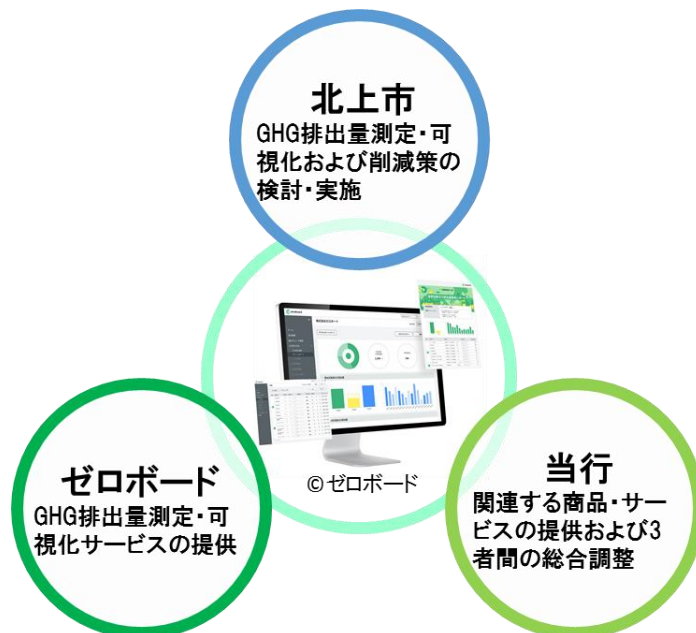 北上市
GHG排出量測定・可
視化および削減策の
検討・実施
©ゼロボード
ゼロボード
GHG排出量測定・可
視化サービスの提供
当行
関連する商品・サー
ビスの提供および3
者間の総合調整